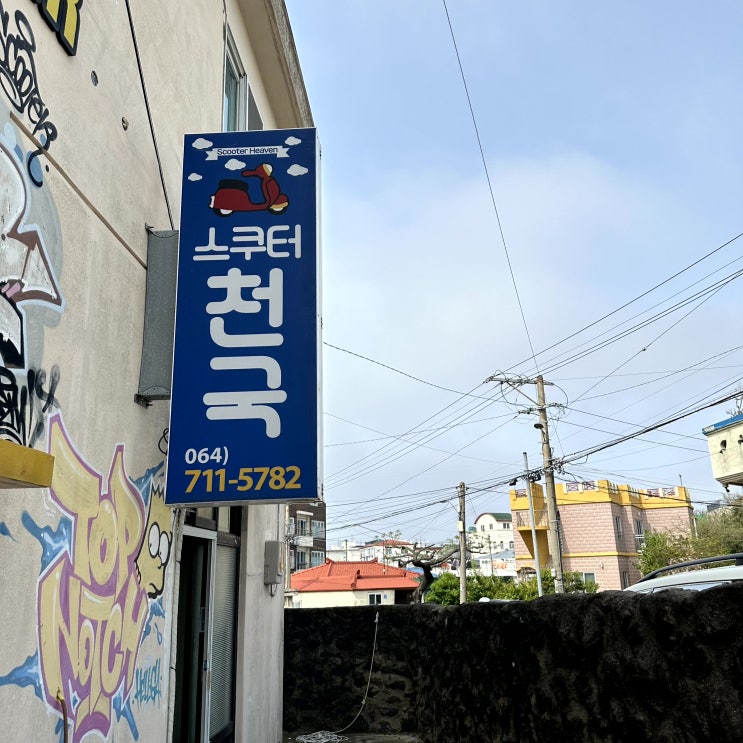 Scooter Heaven
스쿠터
천국
064)
711-5782
TOP
NOTCH